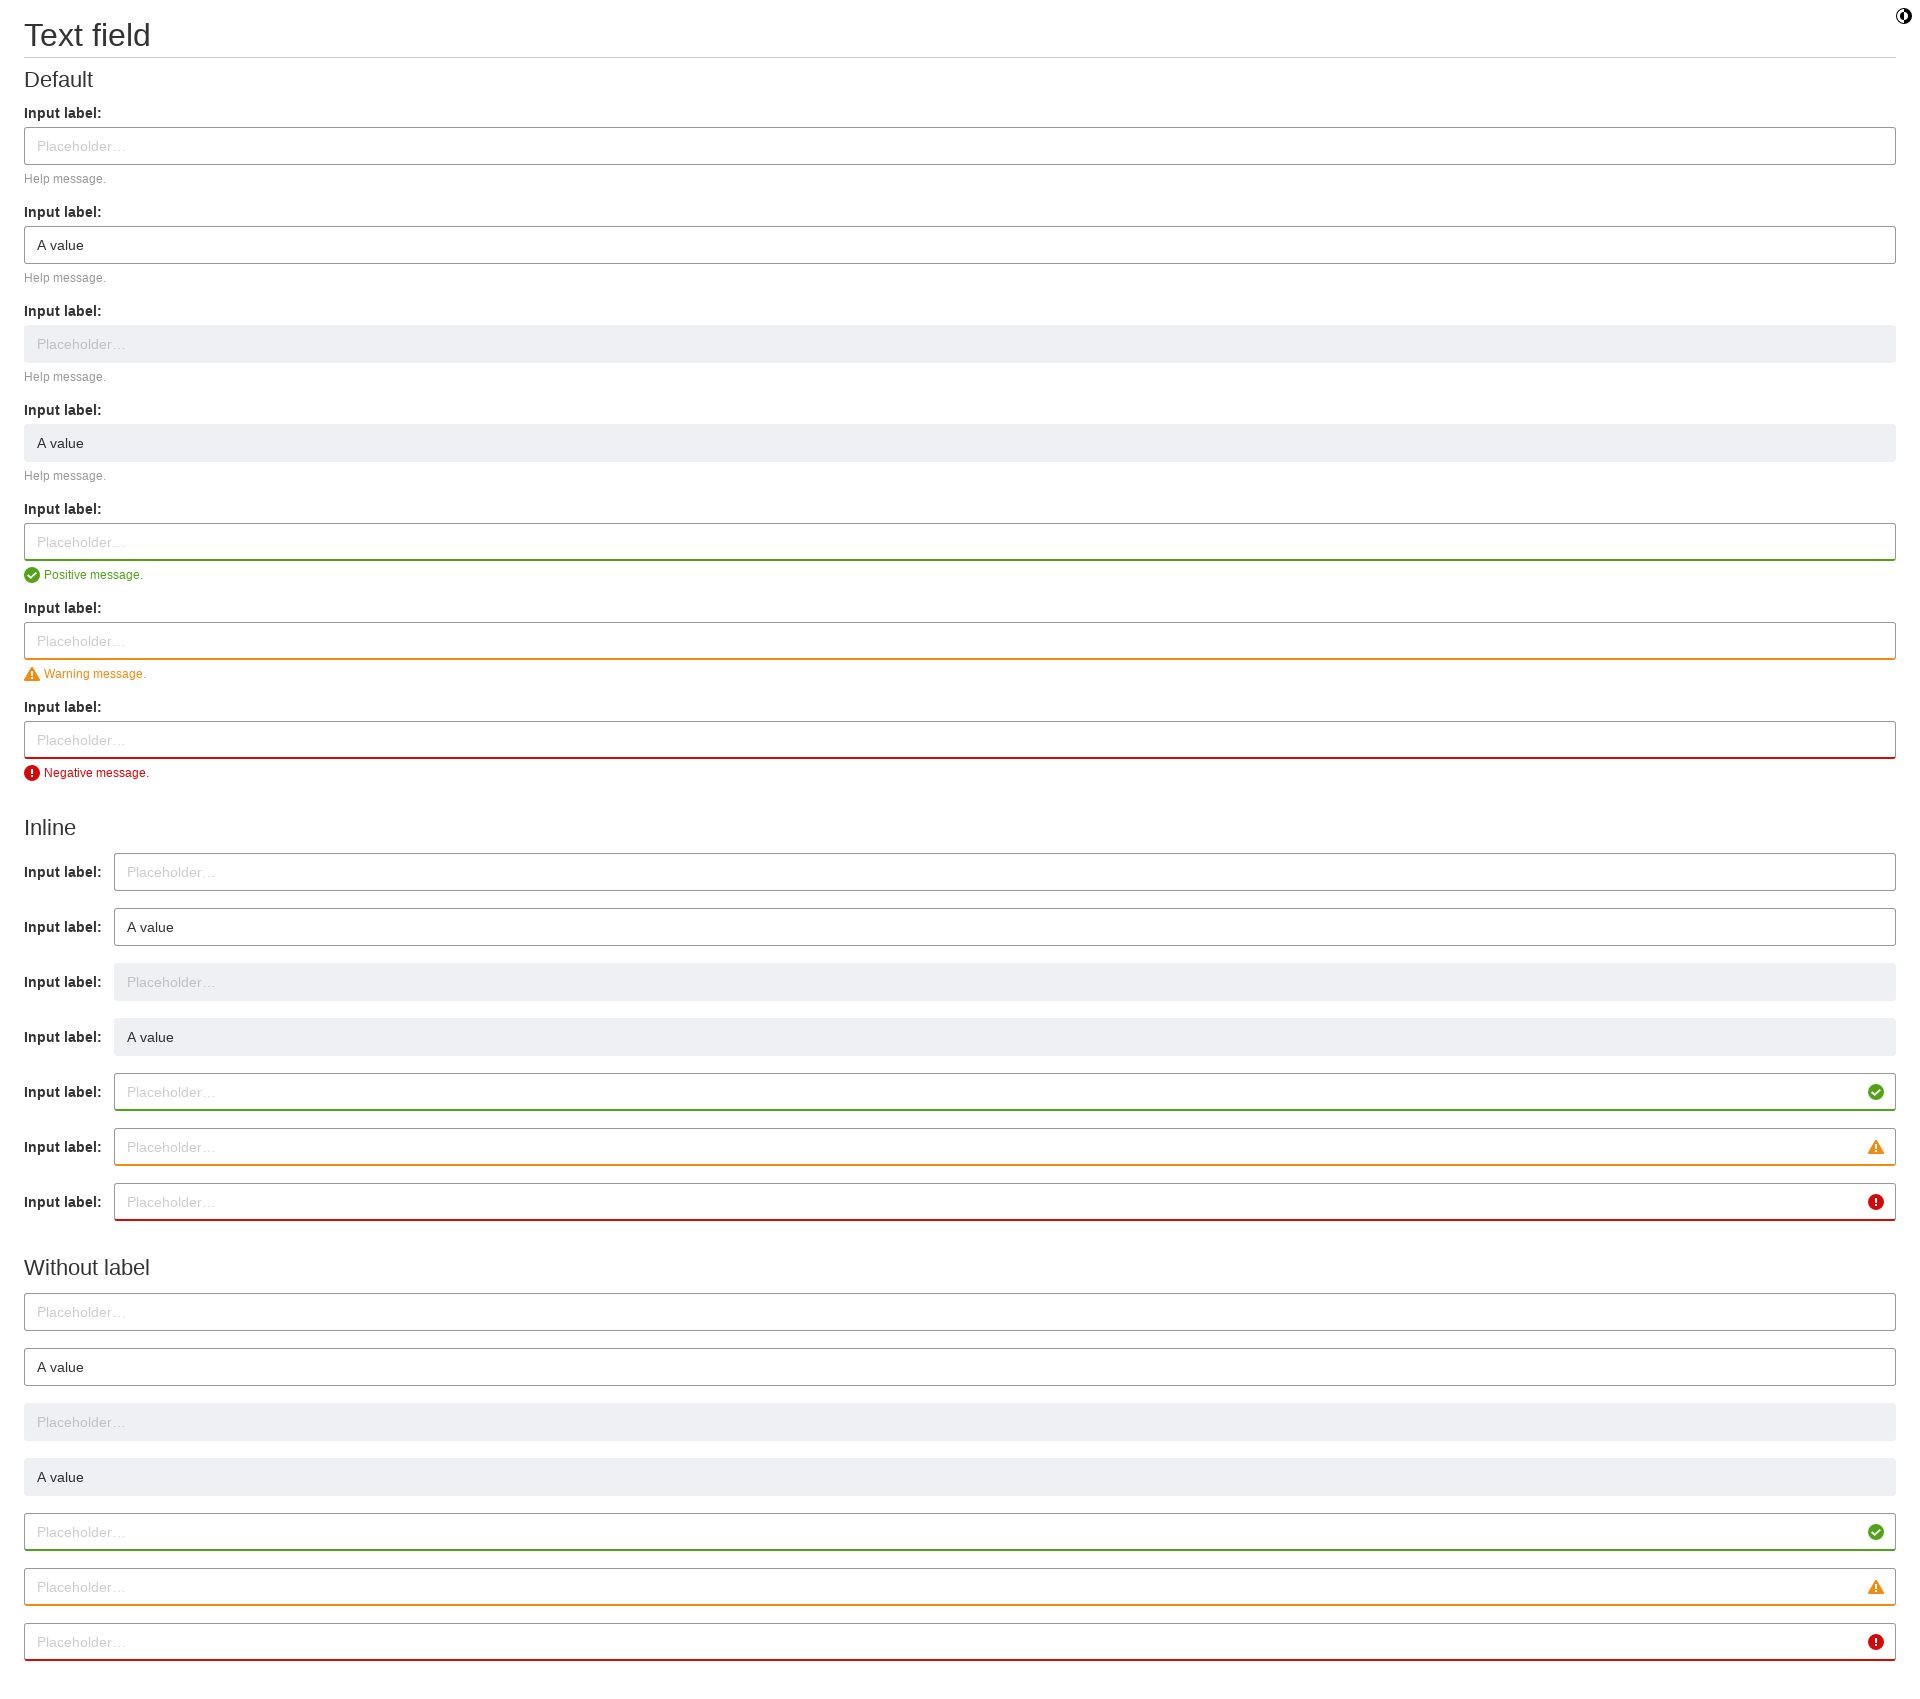 Text field
Default
Input label:
Placeholder…
Help message.
Input label:
A value
Help message.
Input label:
Placeholder…
Help message.
Input label:
A value
Help message.
Input label:
Placeholder…
Positive message.
Input label:
Placeholder…
Warning message.
Input label:
Placeholder…
Negative message.
Inline
Input label: Placeholder…
Input label: A value
Input label: Placeholder…
Input label: A value
Input label: Placeholder…
Input label: Placeholder…
Input label: Placeholder…
Without label
Placeholder…
A value
Placeholder…
A value
Placeholder…
Placeholder…
Placeholder…